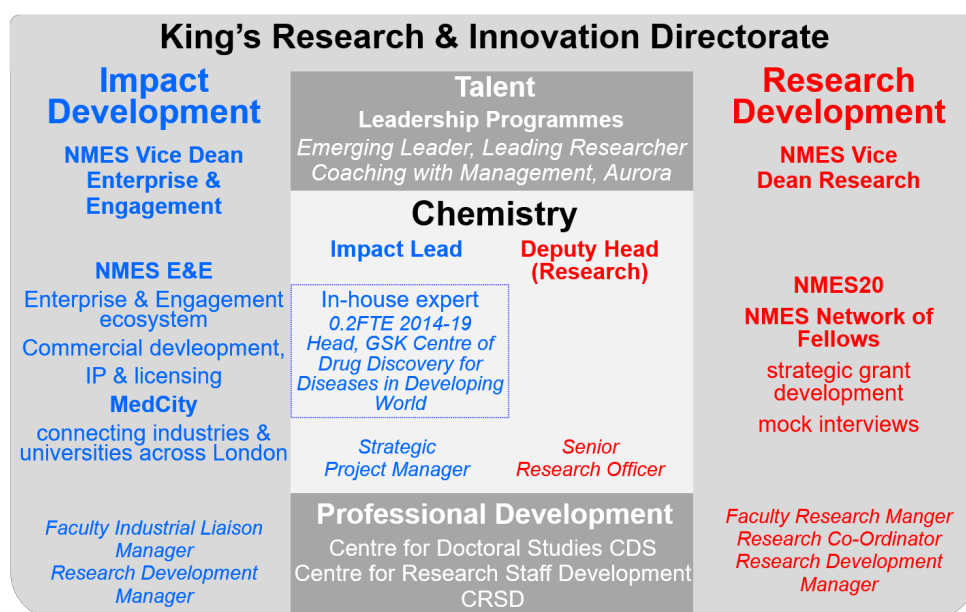 King's Research & Innovation Directorate
Impact
Development
NMES Vice Dean
Enterprise &
Engagement
NMES E&E
Enterprise & Engagement
ecosystem
Commercial devleopment,
IP & licensing
MedCity
connecting industries &
universities across London
Faculty Industrial Liaison
Manager
Research Development
Manager
Talent
Leadership Programmes
Emerging Leader, Leading Researcher
Coaching with Management, Aurora
Chemistry
Impact Lead
In-house expert
0.2FTE 2014-19
Head, GSK Centre of
Drug Discovery for
Diseases in Developing
World
Strategic
Project Manager
Deputy Head
(Research)
Senior
Research Officer
Professional Development
Centre for Doctoral Studies CDS
Centre for Research Staff Development
CRSD
Research
Development
NMES Vice
Dean Research
NMES20
NMES Network of
Fellows
strategic grant
development
mock interviews
Faculty Research Manger
Research Co-Ordinator
Research Development
Manager